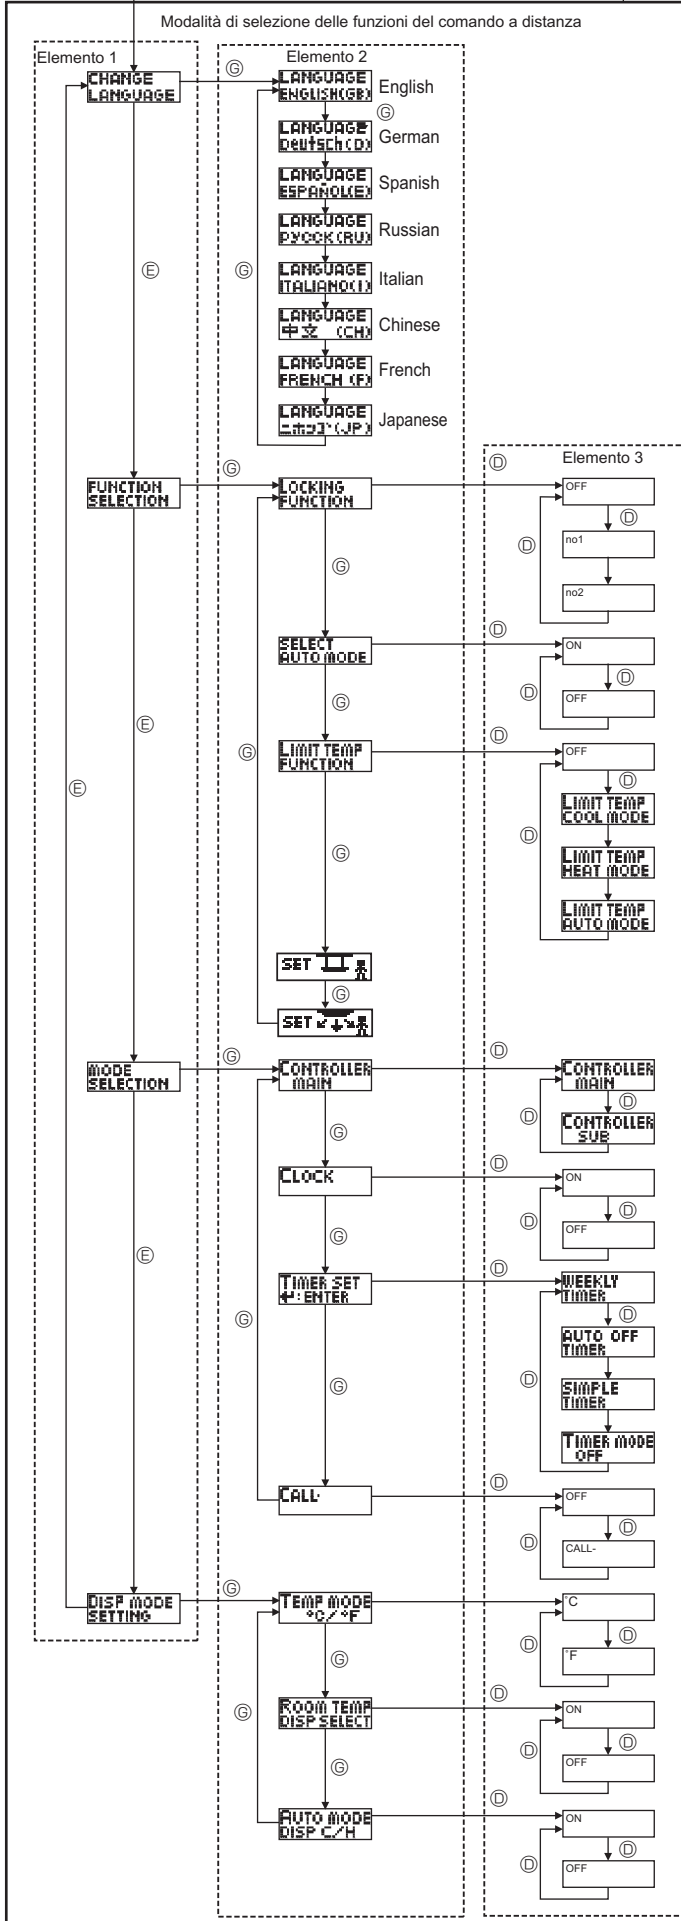 Modalità di selezione delle funzioni del comando a distanza
Elemento 1
Elemento 2
CHANGE
LANGUAGE
Ⓖ
LANGUAGE
ENGLISH(GB)
English
Ⓖ
LANGUAGE
Deutsch(D)
German
LANGUAGE
ESPAÑOL(E)
Spanish
LANGUAGE
РУССК(RU)
Russian
Ⓔ
Ⓖ
LANGUAGE
ITALIANO(I)
Italian
LANGUAGE
中文 (CH)
Chinese
LANGUAGE
FRENCH (F)
French
LANGUAGE
ニホンゴ(JP)
Japanese
Elemento 3
FUNCTION
SELECTION
Ⓖ
LOCKING
FUNCTION
Ⓓ
OFF
Ⓓ
Ⓓ
no1
no2
Ⓖ
SELECT
AUTO MODE
Ⓓ
ON
Ⓓ
Ⓓ
OFF
Ⓖ
Ⓔ
Ⓖ
LIMIT TEMP
FUNCTION
Ⓓ
OFF
Ⓓ
Ⓔ
LIMIT TEMP
COOL MODE
Ⓓ
LIMIT TEMP
HEAT MODE
Ⓖ
LIMIT TEMP
AUTO MODE
SET
Ⓖ
SET
MODE
SELECTION
Ⓖ
CONTROLLER
MAIN
Ⓓ
CONTROLLER
MAIN
Ⓓ
Ⓓ
CONTROLLER
SUB
Ⓖ
CLOCK
Ⓓ
ON
Ⓓ
Ⓓ
OFF
Ⓖ
Ⓔ
TIMER SET
↵:ENTER
Ⓓ
WEEKLY
TIMER
Ⓓ
Ⓖ
AUTO OFF
TIMER
Ⓓ
SIMPLE
TIMER
Ⓖ
TIMER MODE
OFF
CALL-
Ⓓ
OFF
Ⓓ
Ⓓ
CALL-
DISP MODE
SETTING
Ⓖ
TEMP MODE
°C/°F
Ⓓ
°C
Ⓓ
Ⓓ
°F
Ⓖ
Ⓖ
ROOM TEMP
DISP SELECT
Ⓓ
ON
Ⓓ
Ⓓ
OFF
Ⓖ
AUTO MODE
DISP C/H
Ⓓ
ON
Ⓓ
Ⓓ
OFF